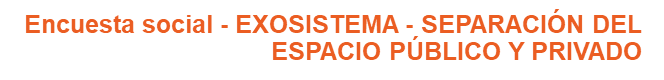 Encuesta social - EXOSISTEMA - SEPARACIÓN DEL
ESPACIO PÚBLICO Y PRIVADO